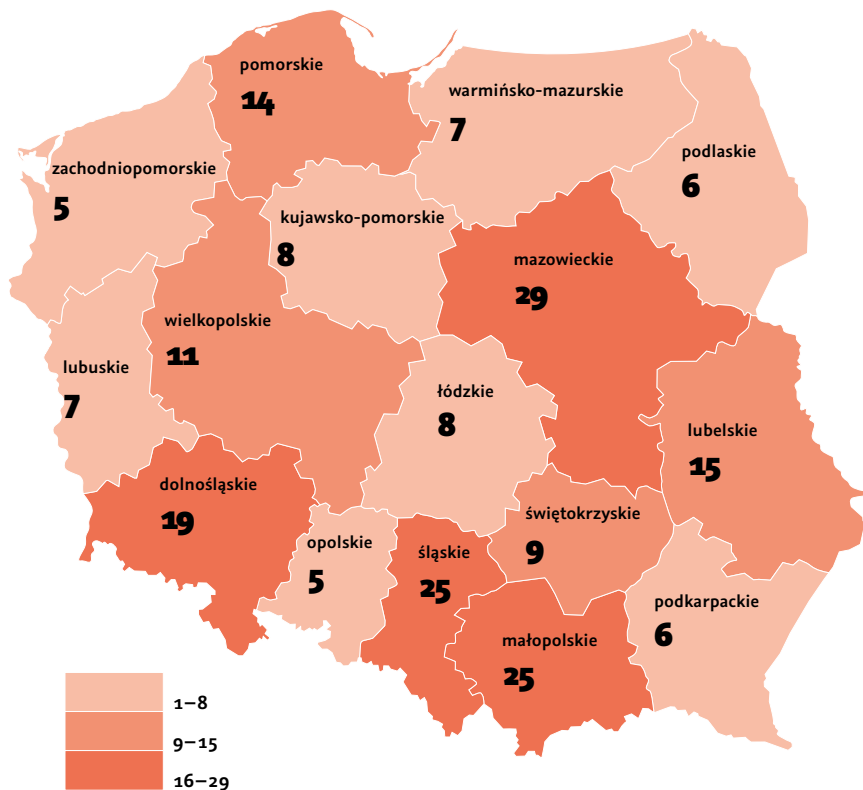 pomorskie
14
warmińsko-mazurskie
7
podlaskie
6
zachodniopomorskie
5
kujawsko-pomorskie
8
mazowieckie
29
wielkopolskie
11
lubuskie
7
łódzkie
8
lubelskie
15
dolnośląskie
19
świętokrzyskie
9
opolskie
5
śląskie
25
podkarpackie
6
małopolskie
25
1–8
9–15
16–29